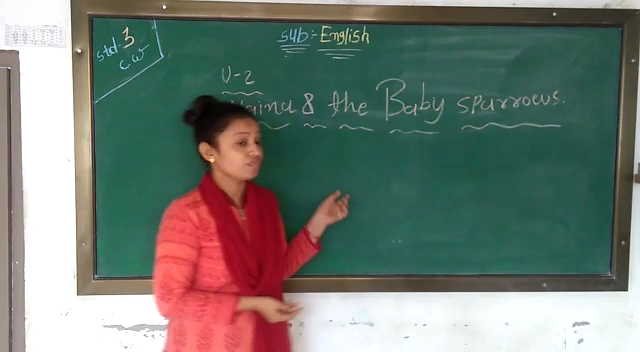 std- 3
C.W
sub:- English
U-2
& the Baby sparrows.